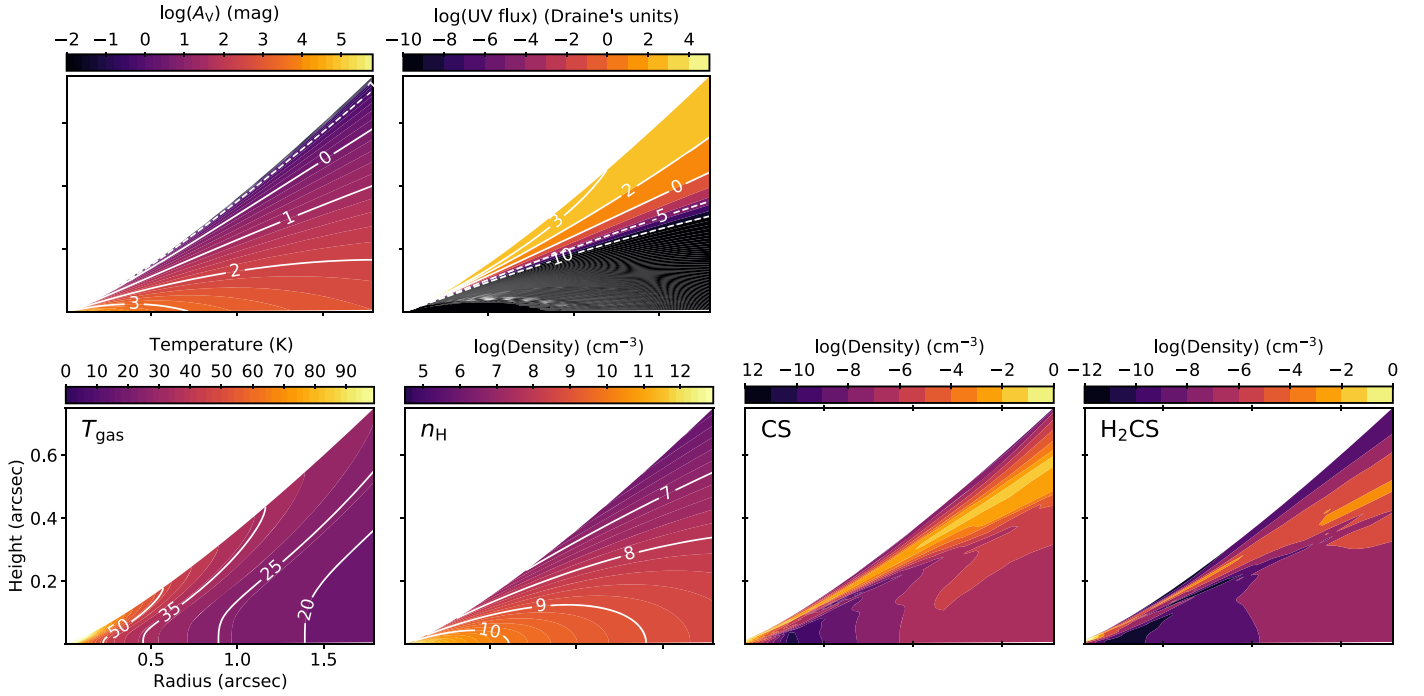 log(A_V) (mag)
−2 −1 0 1 2 3 4 5
0
1
2
3
log(UV flux) (Draine's units)
−10 −8 −6 −4 −2 0 2 4
3
2
0
-5
-10
Temperature (K)
0 10 20 30 40 50 60 70 80 90
T_gas
50
35
25
20
0.6
0.4
0.2
Height (arcsec)
0.5 1.0 1.5
Radius (arcsec)
log(Density) (cm⁻³)
5 6 7 8 9 10 11 12
n_H
7
8
9
10
log(Density) (cm⁻³)
12 −10 −8 −6 −4 −2 0
CS
log(Density) (cm⁻³)
−12 −10 −8 −6 −4 −2 0
H₂CS